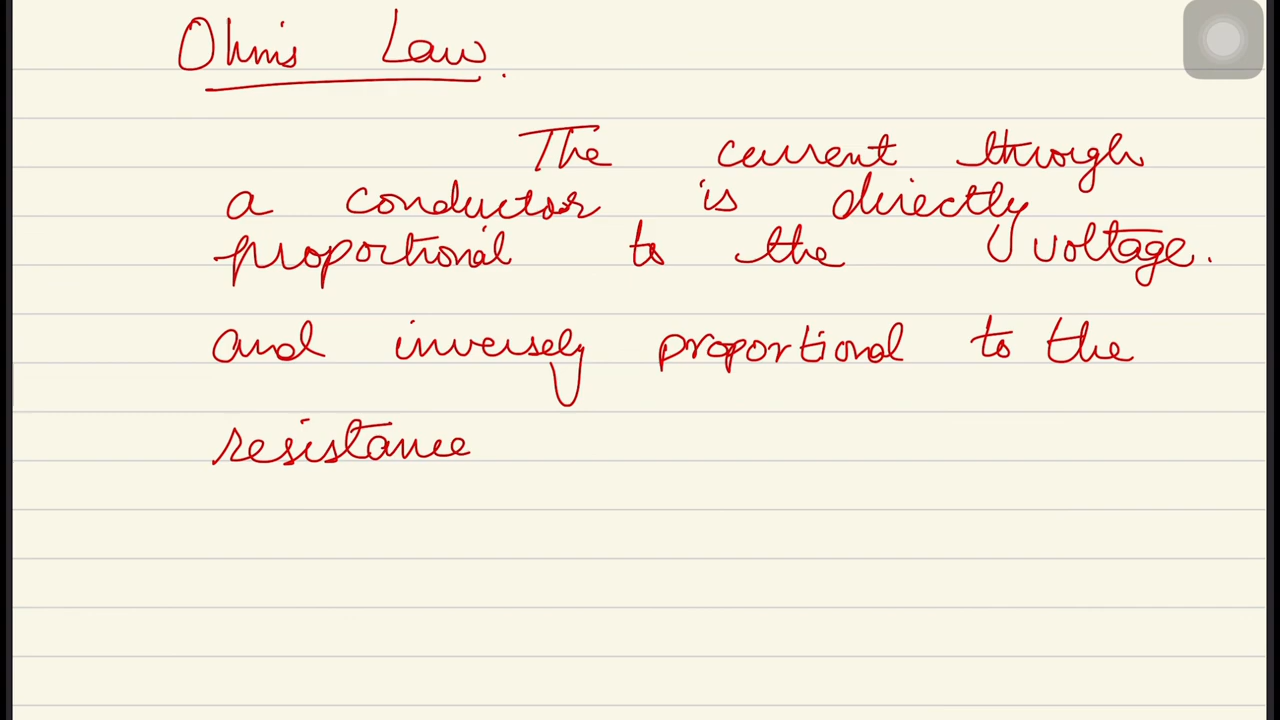 Ohm's Law.
The current through
a conductor is directly
proportional to the voltage.
and inversely proportional to the
resistance